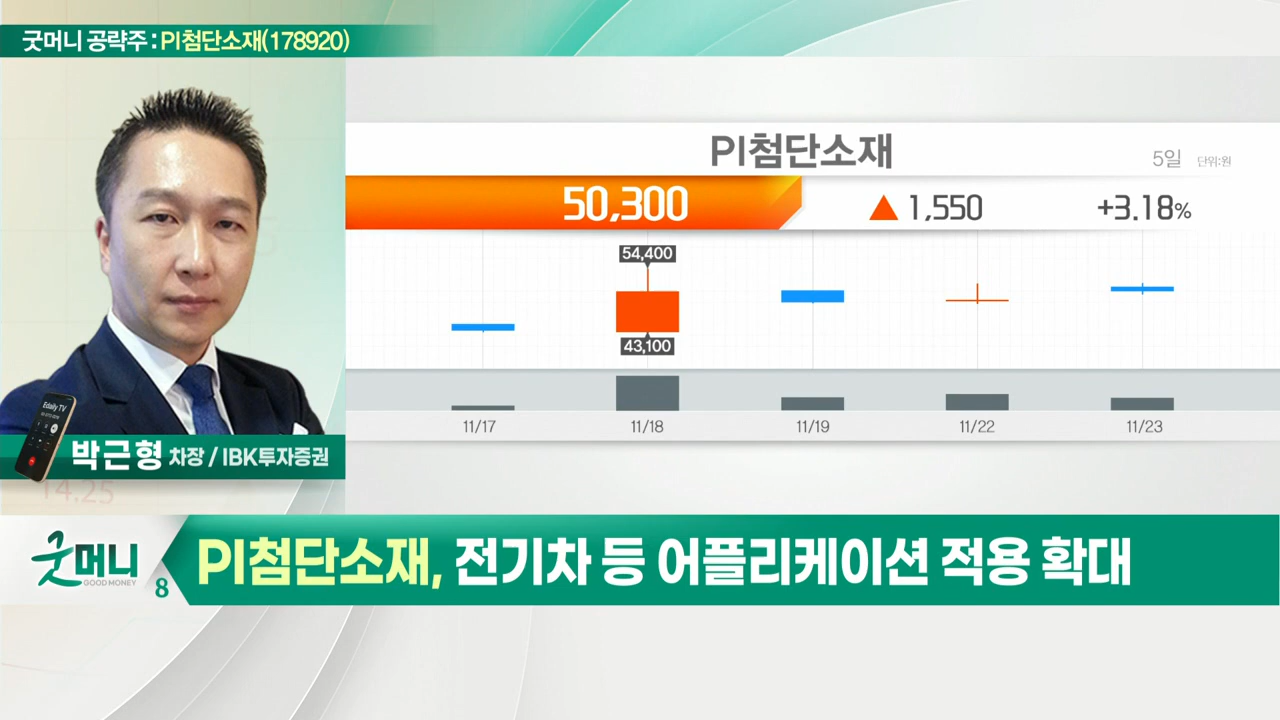 굿머니 공략주 : PI첨단소재(178920)
PI첨단소재
5일 단위:원
50,300 ▲ 1,550 +3.18%
54,400
43,100
11/17 11/18 11/19 11/22 11/23
Edaily TV
박근형 차장 / IBK투자증권
14.25
굿머니
GOOD MONEY
8
PI첨단소재, 전기차 등 어플리케이션 적용 확대